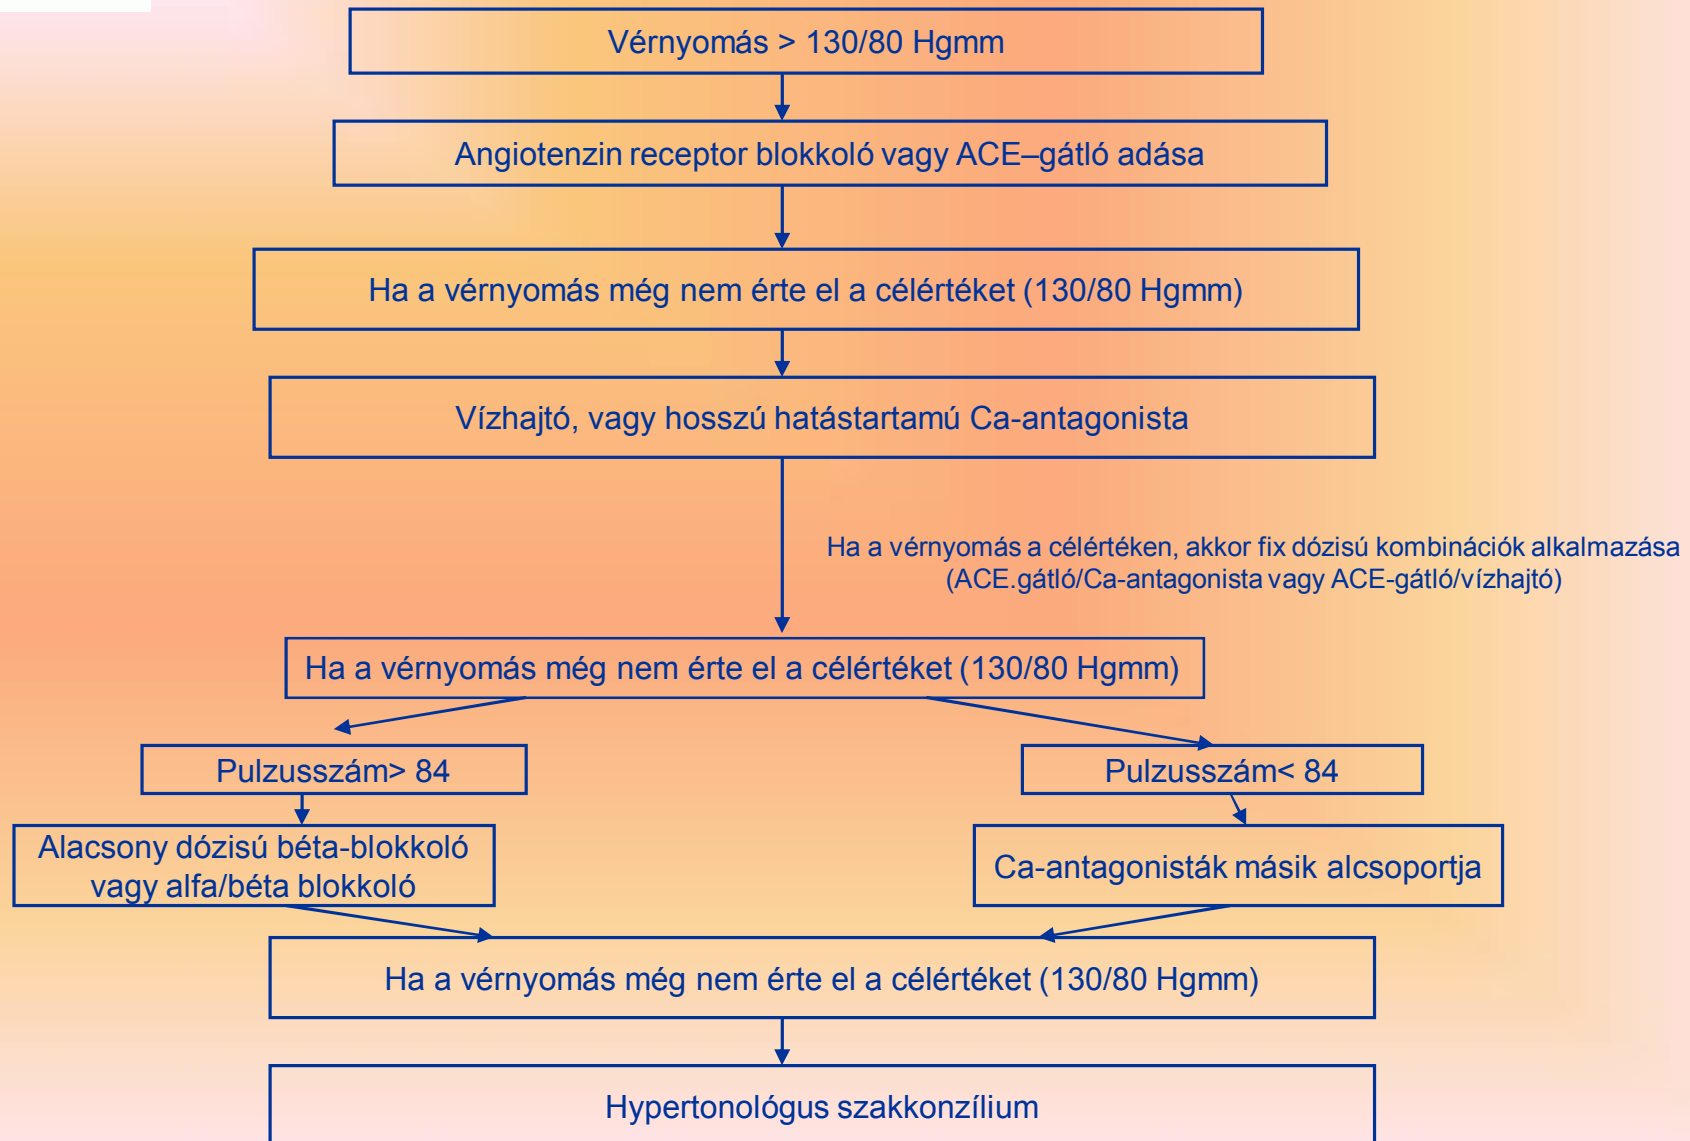 Vérnyomás > 130/80 Hgmm
Angiotenzin receptor blokkoló vagy ACE–gátló adása
Ha a vérnyomás még nem érte el a célértéket (130/80 Hgmm)
Vízhajtó, vagy hosszú hatástartamú Ca-antagonista
Ha a vérnyomás a célértéken, akkor fix dózisú kombinációk alkalmazása
(ACE.gátló/Ca-antagonista vagy ACE-gátló/vízhajtó)
Ha a vérnyomás még nem érte el a célértéket (130/80 Hgmm)
Pulzusszám> 84
Pulzusszám< 84
Alacsony dózisú béta-blokkoló
vagy alfa/béta blokkoló
Ca-antagonisták másik alcsoportja
Ha a vérnyomás még nem érte el a célértéket (130/80 Hgmm)
Hypertonológus szakkonzílium